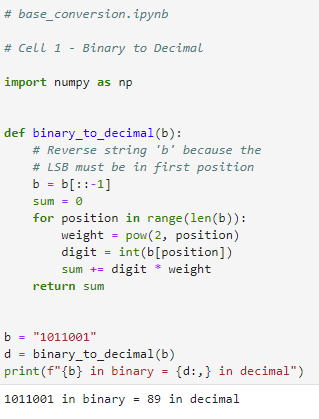 # base_conversion.ipynb
# Cell 1 - Binary to Decimal
import numpy as np
def binary_to_decimal(b):
    # Reverse string 'b' because the
    # LSB must be in first position
    b = b[::-1]
    sum = 0
    for position in range(len(b)):
        weight = pow(2, position)
        digit = int(b[position])
        sum += digit * weight
    return sum
b = "1011001"
d = binary_to_decimal(b)
print(f"{b} in binary = {d:,} in decimal")
1011001 in binary = 89 in decimal